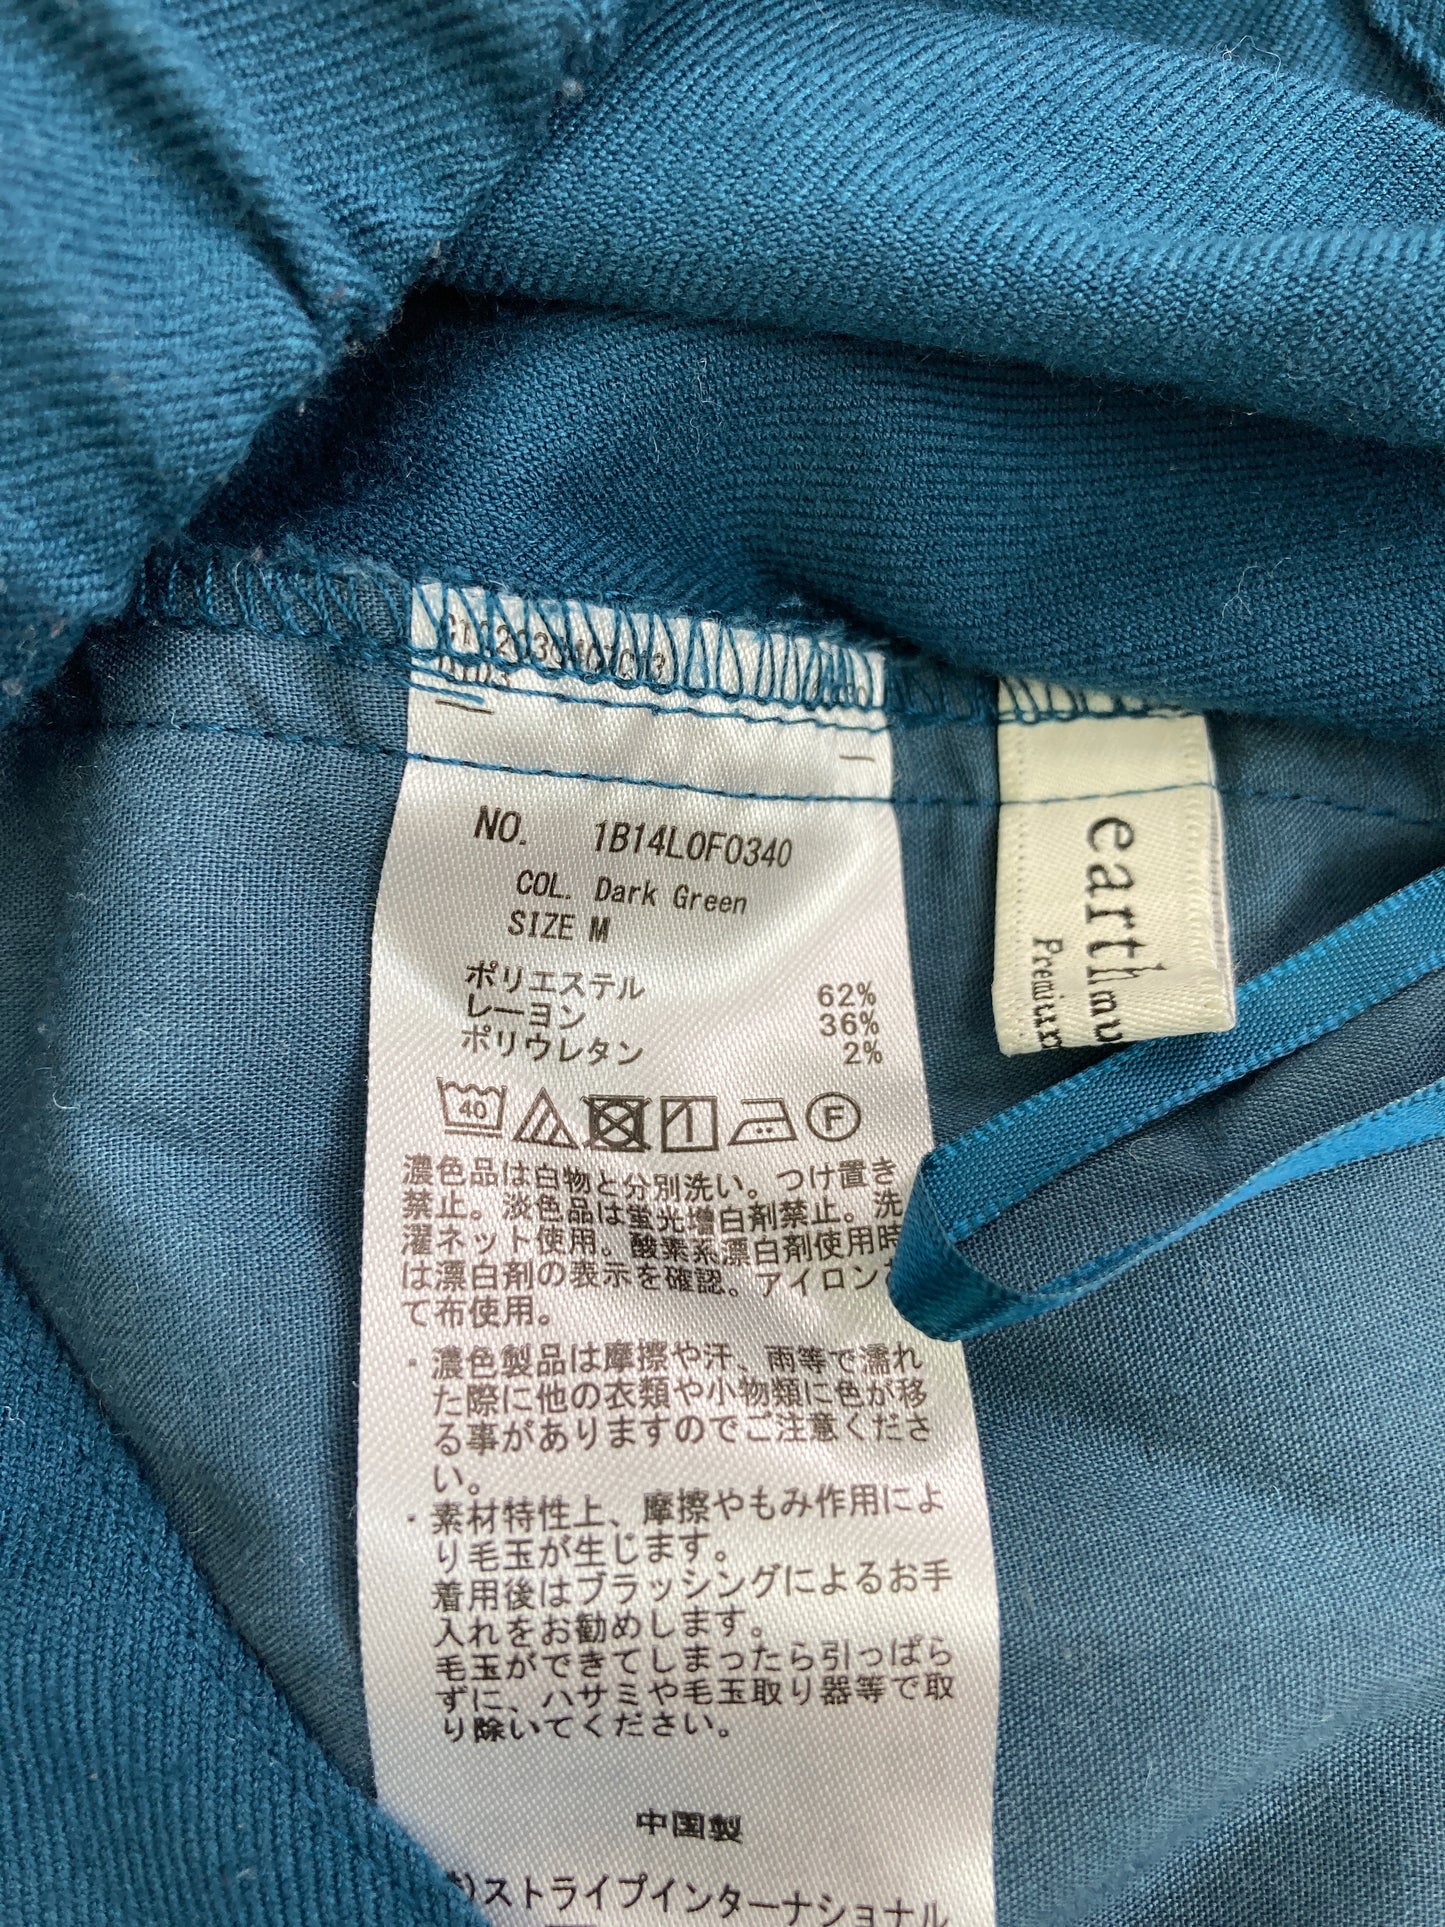 NO. 1B14L0F0340
COL. Dark Green
SIZE M
ポリエステル 62%
レーヨン 36%
ポリウレタン 2%
40 F
濃色品は白物と分別洗い。つけ置き
禁止。淡色品は蛍光増白剤禁止。洗
濯ネット使用。酸素系漂白剤使用時
は漂白剤の表示を確認。アイロン
て布使用。
・濃色製品は摩擦や汗、雨等で濡れ
た際に他の衣類や小物類に色が移
る事がありますのでご注意くださ
い。
・素材特性上、摩擦やもみ作用によ
り毛玉が生じます。
着用後はブラッシングによるお手
入れをお勧めします。
毛玉ができてしまったら引っぱら
ずに、ハサミや毛玉取り器等で取
り除いてください。
中国製
ストライプインターナショナル
earth mu
Premium